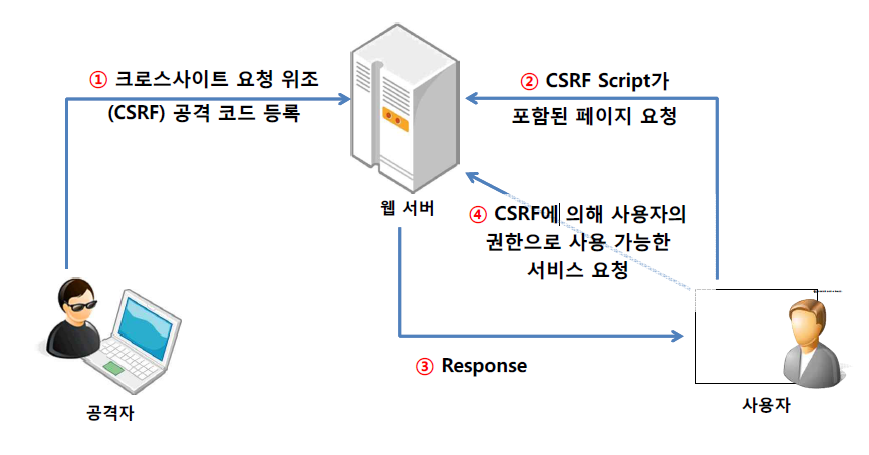 ① 크로스사이트 요청 위조
(CSRF) 공격 코드 등록
② CSRF Script가
포함된 페이지 요청
웹 서버
④ CSRF에 의해 사용자의
권한으로 사용 가능한
서비스 요청
③ Response
공격자
사용자